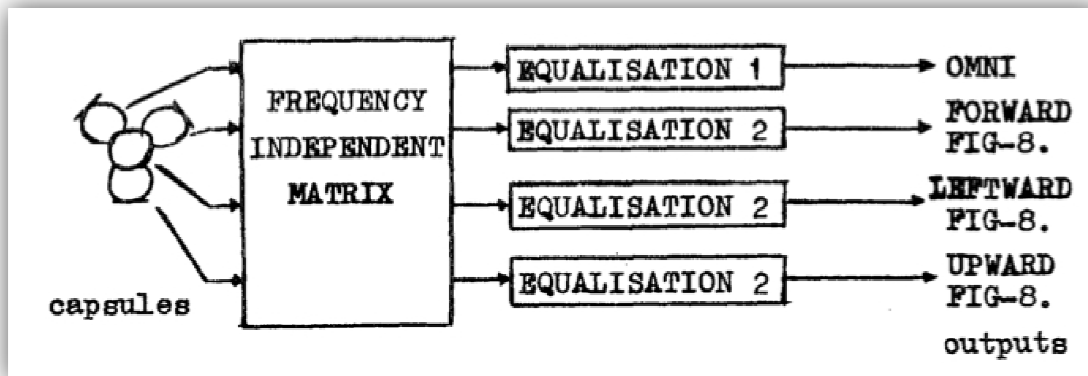 FREQUENCY
INDEPENDENT
MATRIX
EQUALISATION 1
EQUALISATION 2
EQUALISATION 2
EQUALISATION 2
OMNI
FORWARD
FIG-8.
LEFTWARD
FIG-8.
UPWARD
FIG-8.
capsules
outputs